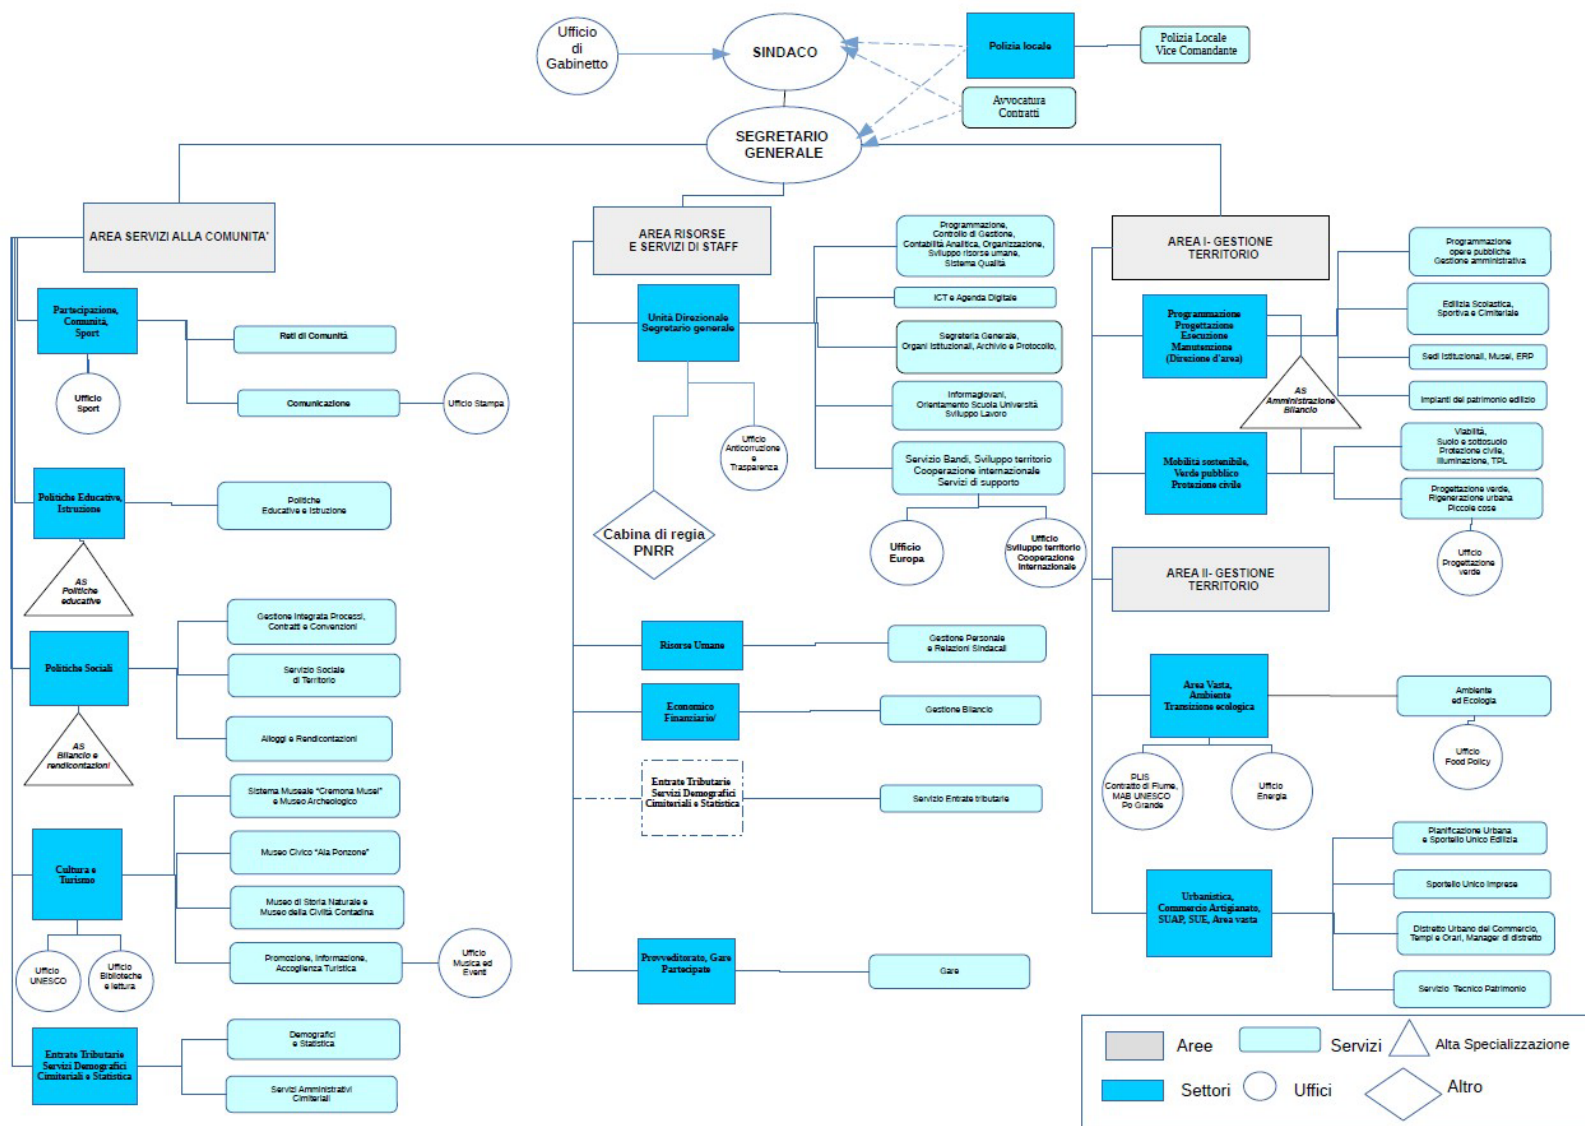 Ufficio
di
Gabinetto
SINDACO
Polizia locale
Polizia Locale
Vice Comandante
Avvocatura
Contratti
SEGRETARIO
GENERALE
AREA SERVIZI ALLA COMUNITA'
Partecipazione,
Comunità,
Sport
Reti di Comunità
Ufficio
Sport
Comunicazione
Ufficio Stampa
Politiche Educative,
Istruzione
Politiche
Educative e Istruzione
AS
Politiche
educative
Gestione Integrata Processi,
Contratti e Convenzioni
Politiche Sociali
Servizio Sociale
di Territorio
AS
Bilancio e
rendicontazioni
Alloggi e Rendicontazioni
Sistema Museale "Cremona Musei"
e Museo Archeologico
Cultura e
Turismo
Museo Civico "Ala Ponzone"
Museo di Storia Naturale e
Museo della Civiltà Contadina
Promozione, Informazione,
Accoglienza Turistica
Ufficio
Musica ed
Eventi
Ufficio
UNESCO
Ufficio
Biblioteche
e lettura
Entrate Tributarie
Servizi Demografici
Cimiteriali e Statistica
Demografici
e Statistica
Servizi Amministrativi
Cimiteriali
AREA RISORSE
E SERVIZI DI STAFF
Programmazione,
Controllo di Gestione,
Contabilità Analitica, Organizzazione,
Sviluppo risorse umane,
Sistema Qualità
Unità Direzionale
Segretario generale
ICT e Agenda Digitale
Segreteria Generale,
Organi Istituzionali, Archivio e Protocollo,
Informagiovani,
Orientamento Scuola Università
Sviluppo Lavoro
Ufficio
Anticorruzione
e
Trasparenza
Servizio Bandi, Sviluppo territorio
Cooperazione internazionale
Servizi di supporto
Cabina di regia
PNRR
Ufficio
Europa
Ufficio
Sviluppo territorio
Cooperazione
Internazionale
Risorse Umane
Gestione Personale
e Relazioni Sindacali
Economico
Finanziario/
Gestione Bilancio
Entrate Tributarie
Servizi Demografici
Cimiteriali e Statistica
Servizio Entrate tributarie
Provveditorato, Gare
Partecipate
Gare
AREA I- GESTIONE
TERRITORIO
Programmazione
opere pubbliche
Gestione amministrativa
Programmazione
Progettazione
Esecuzione
Manutenzione
(Direzione d'area)
Edilizia Scolastica,
Sportiva e Cimiteriale
Sedi Istituzionali, Musei, ERP
AS
Amministrazione
Bilancio
Impianti del patrimonio edilizio
Mobilità sostenibile,
Verde pubblico
Protezione civile
Viabilità,
Suolo e sottosuolo
Protezione civile,
Illuminazione, TPL
Progettazione verde,
Rigenerazione urbana
Piccole cose
Ufficio
Progettazione
verde
AREA II- GESTIONE
TERRITORIO
Area Vasta,
Ambiente
Transizione ecologica
Ambiente
ed Ecologia
Ufficio
Food Policy
PLIS
Contratto di Fiume,
MAB UNESCO
Po Grande
Ufficio
Energia
Urbanistica,
Commercio Artigianato,
SUAP, SUE, Area vasta
Pianificazione Urbana
e Sportello Unico Edilizia
Sportello Unico Imprese
Distretto Urbano del Commercio,
Tempi e Orari, Manager di distretto
Servizio Tecnico Patrimonio
Aree
Servizi
Alta Specializzazione
Settori
Uffici
Altro